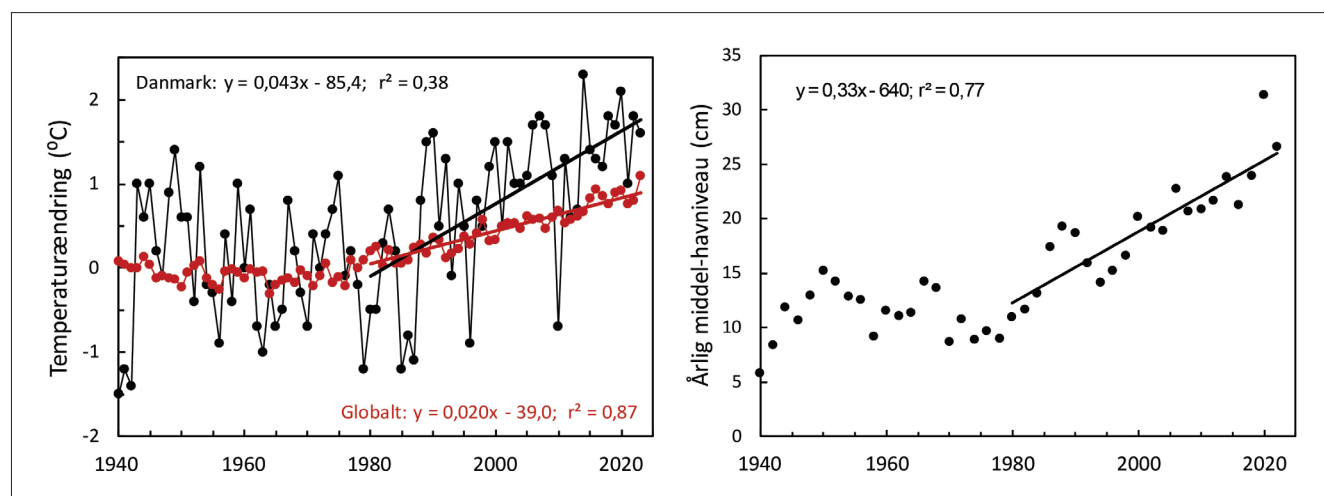 Danmark: y = 0,043x - 85,4; r² = 0,38
Temperaturændring (⁰C)
2
1
0
-1
-2
Globalt: y = 0,020x - 39,0; r² = 0,87
1940 1960 1980 2000 2020
y = 0,33x - 640; r² = 0,77
Årlig middel-havniveau (cm)
35
30
25
20
15
10
5
0
1940 1960 1980 2000 2020